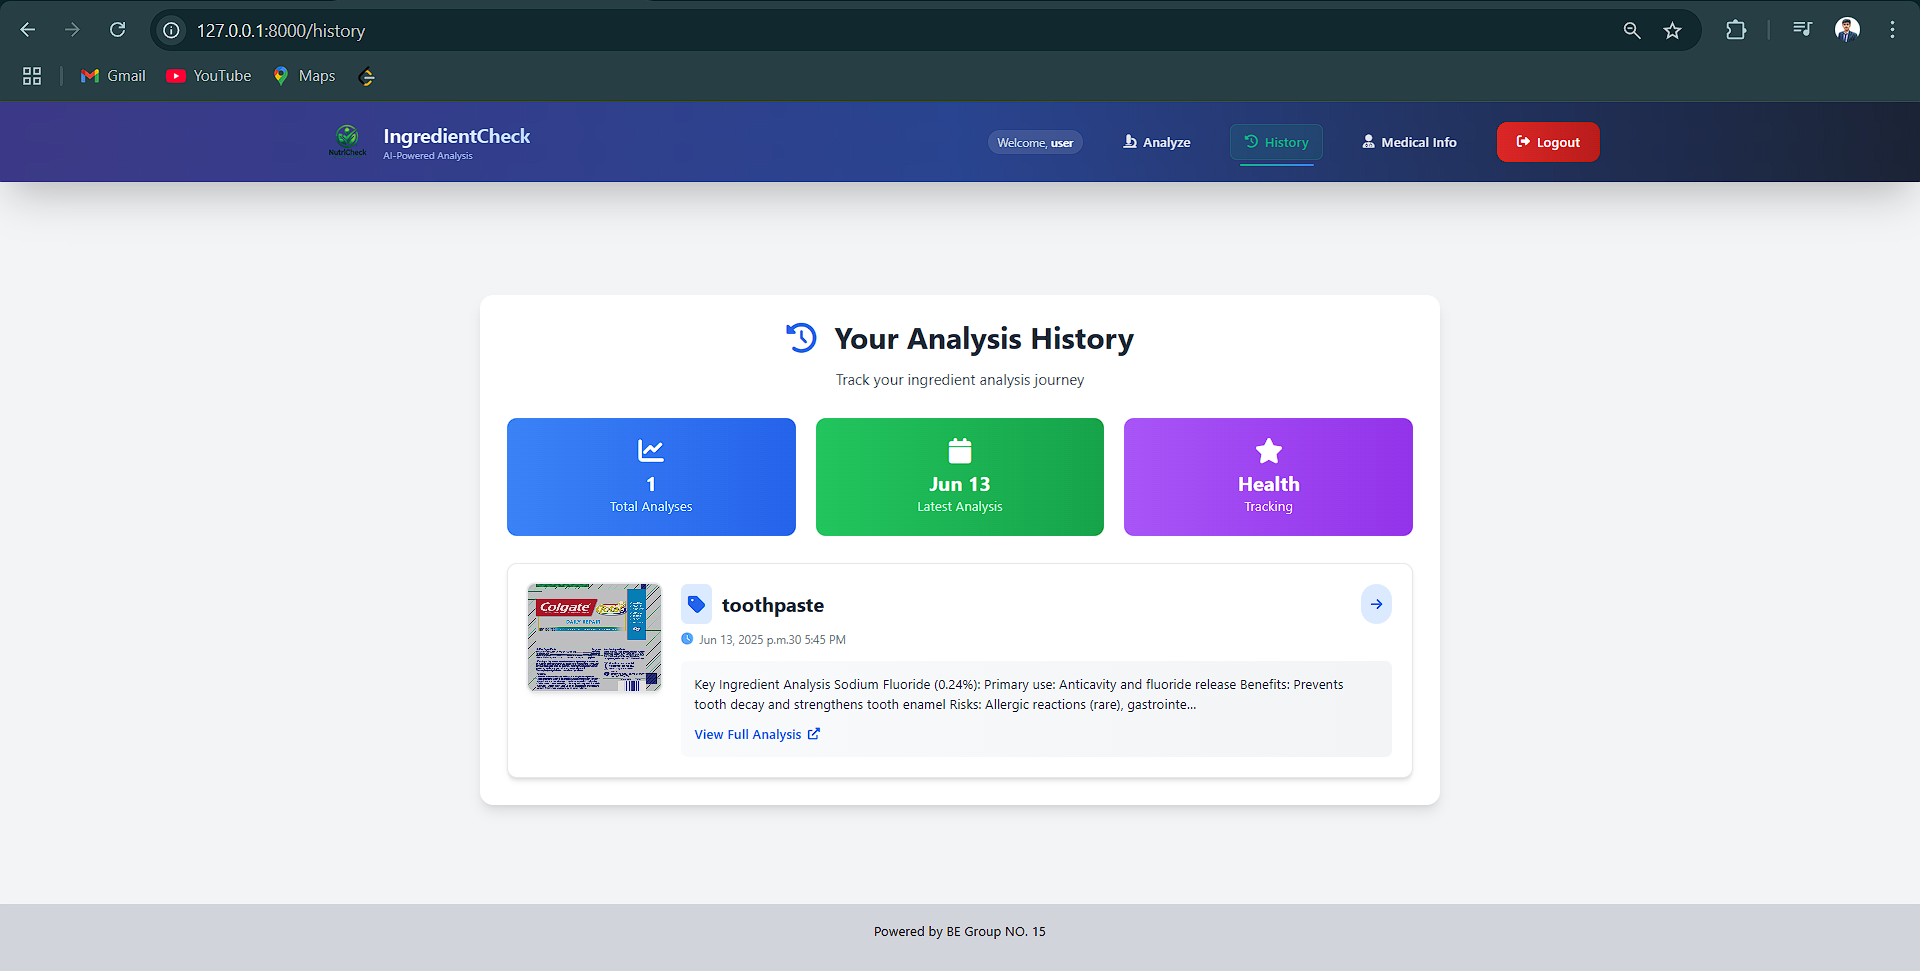 127.0.0.1:8000/history
Gmail YouTube Maps
NutriCheck
IngredientCheck
AI-Powered Analysis
Welcome, user
Analyze
History
Medical Info
Logout
Your Analysis History
Track your ingredient analysis journey
1
Total Analyses
Jun 13
Latest Analysis
Health
Tracking
Colgate
Total
DAILY REPAIR
toothpaste
Jun 13, 2025 p.m.30 5:45 PM
Key Ingredient Analysis Sodium Fluoride (0.24%): Primary use: Anticavity and fluoride release Benefits: Prevents
tooth decay and strengthens tooth enamel Risks: Allergic reactions (rare), gastrointe...
View Full Analysis
Powered by BE Group NO. 15